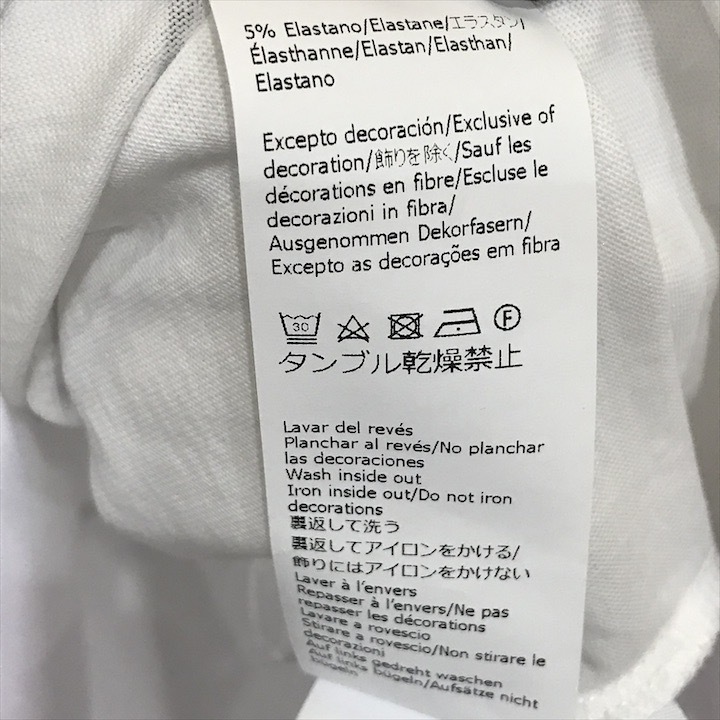 5% Elastano/Elastane/エラスタン/
Élasthanne/Elastan/Elasthan/
Elastano
Excepto decoración/Exclusive of
decoration/飾りを除く/Sauf les
décorations en fibre/Escluse le
decorazioni in fibra/
Ausgenommen Dekorfasern/
Excepto as decorações em fibra
30 F
タンブル乾燥禁止
Lavar del revés
Planchar al revés/No planchar
las decoraciones
Wash inside out
Iron inside out/Do not iron
decorations
裏返して洗う
裏返してアイロンをかける/
飾りにはアイロンをかけない
Laver à l'envers
Repasser à l'envers/Ne pas
repasser les décorations
Lavare a rovescio
Stirare a rovescio/Non stirare le
decorazioni
Auf links gedreht waschen
Auf links bügeln/Aufsätze nicht
bügeln